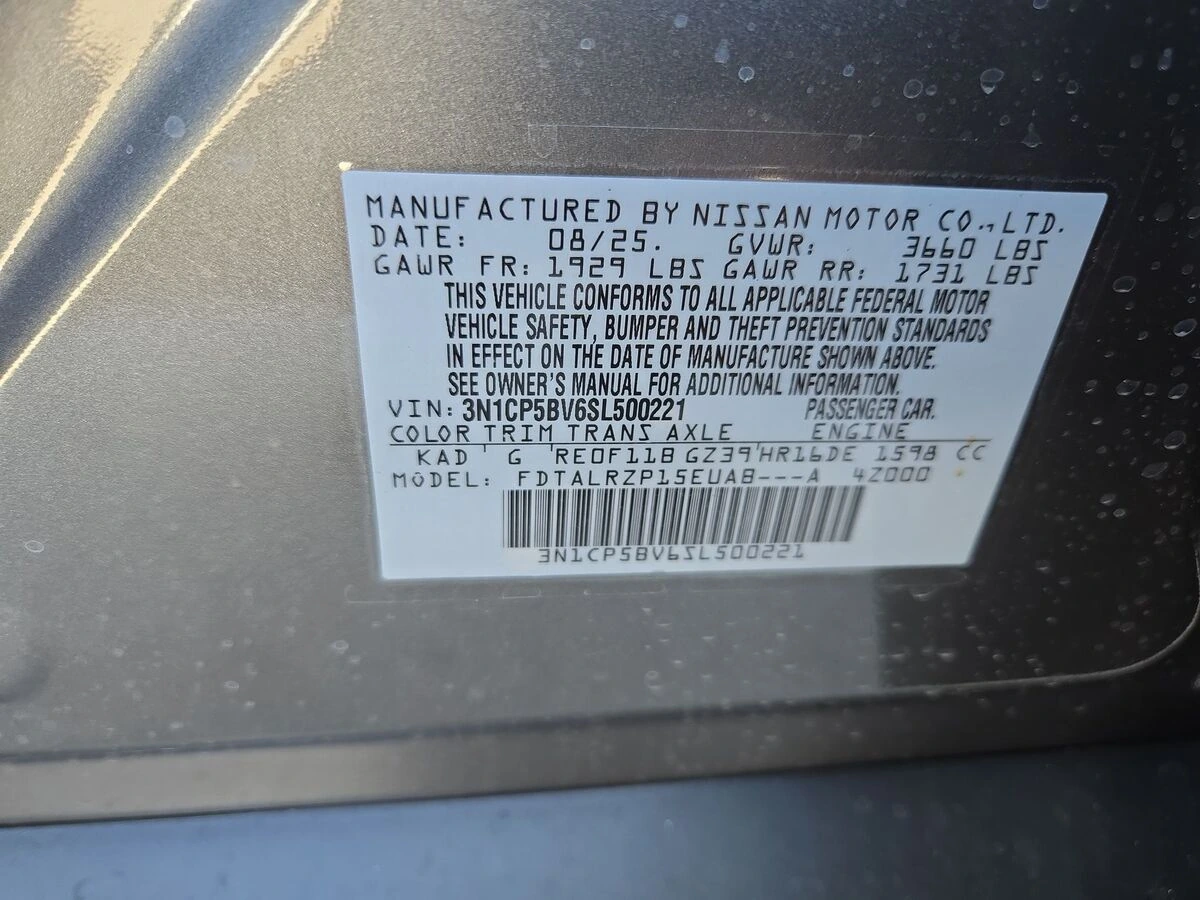 MANUFACTURED BY NISSAN MOTOR CO., LTD.
DATE: 08/25. GVWR: 3660 LBS
GAWR FR: 1929 LBS GAWR RR: 1731 LBS
THIS VEHICLE CONFORMS TO ALL APPLICABLE FEDERAL MOTOR
VEHICLE SAFETY, BUMPER AND THEFT PREVENTION STANDARDS
IN EFFECT ON THE DATE OF MANUFACTURE SHOWN ABOVE.
SEE OWNER'S MANUAL FOR ADDITIONAL INFORMATION.
VIN: 3N1CP5BV6SL500221 PASSENGER CAR.
COLOR TRIM TRANS AXLE ENGINE
KAD ' G 'RE0F11B GZ39'HR16DE 1598 CC
MODEL: FDTALRZP15EUAB---A 4Z000
3N1CP5BV6SL500221